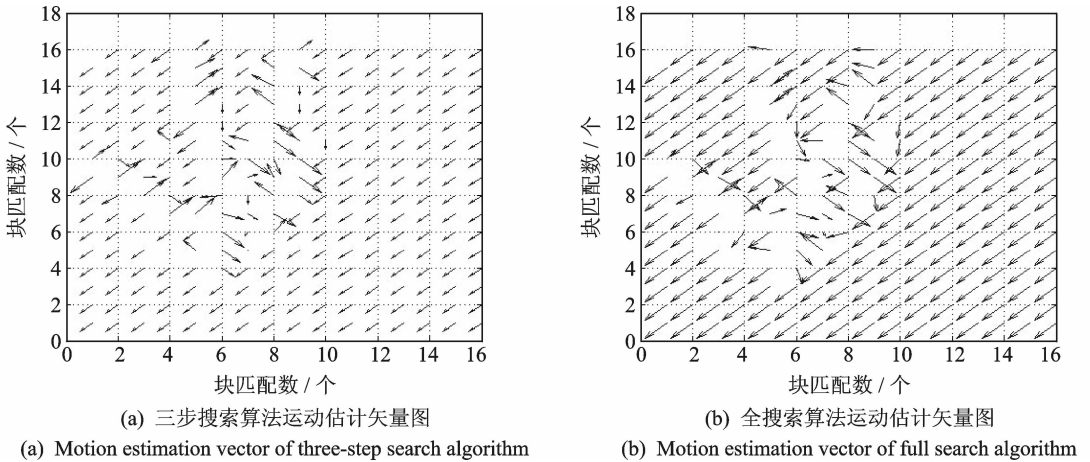 18
16
14
12
10
8
6
4
2
0
块匹配数 / 个
0 2 4 6 8 10 12 14 16
块匹配数 / 个
(a) 三步搜索算法运动估计矢量图
(a) Motion estimation vector of three-step search algorithm
18
16
14
12
10
8
6
4
2
0
块匹配数 / 个
0 2 4 6 8 10 12 14 16
块匹配数 / 个
(b) 全搜索算法运动估计矢量图
(b) Motion estimation vector of full search algorithm